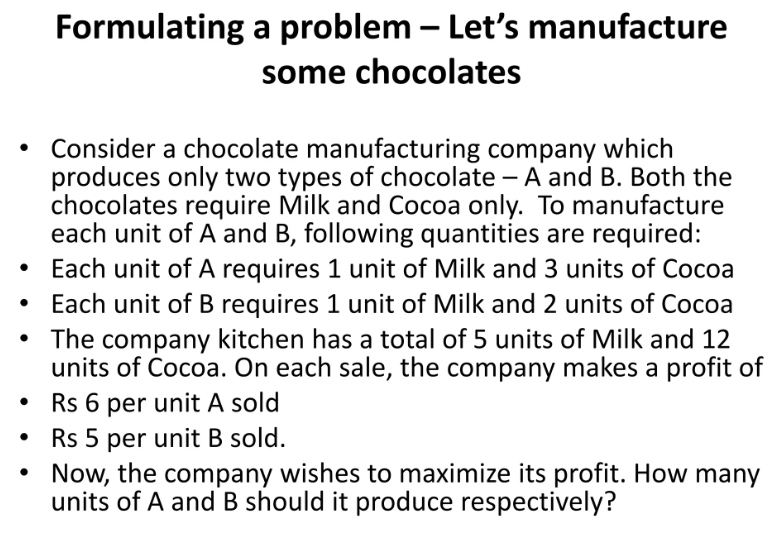 Formulating a problem – Let's manufacture
some chocolates
• Consider a chocolate manufacturing company which
produces only two types of chocolate – A and B. Both the
chocolates require Milk and Cocoa only.  To manufacture
each unit of A and B, following quantities are required:
• Each unit of A requires 1 unit of Milk and 3 units of Cocoa
• Each unit of B requires 1 unit of Milk and 2 units of Cocoa
• The company kitchen has a total of 5 units of Milk and 12
units of Cocoa. On each sale, the company makes a profit of
• Rs 6 per unit A sold
• Rs 5 per unit B sold.
• Now, the company wishes to maximize its profit. How many
units of A and B should it produce respectively?